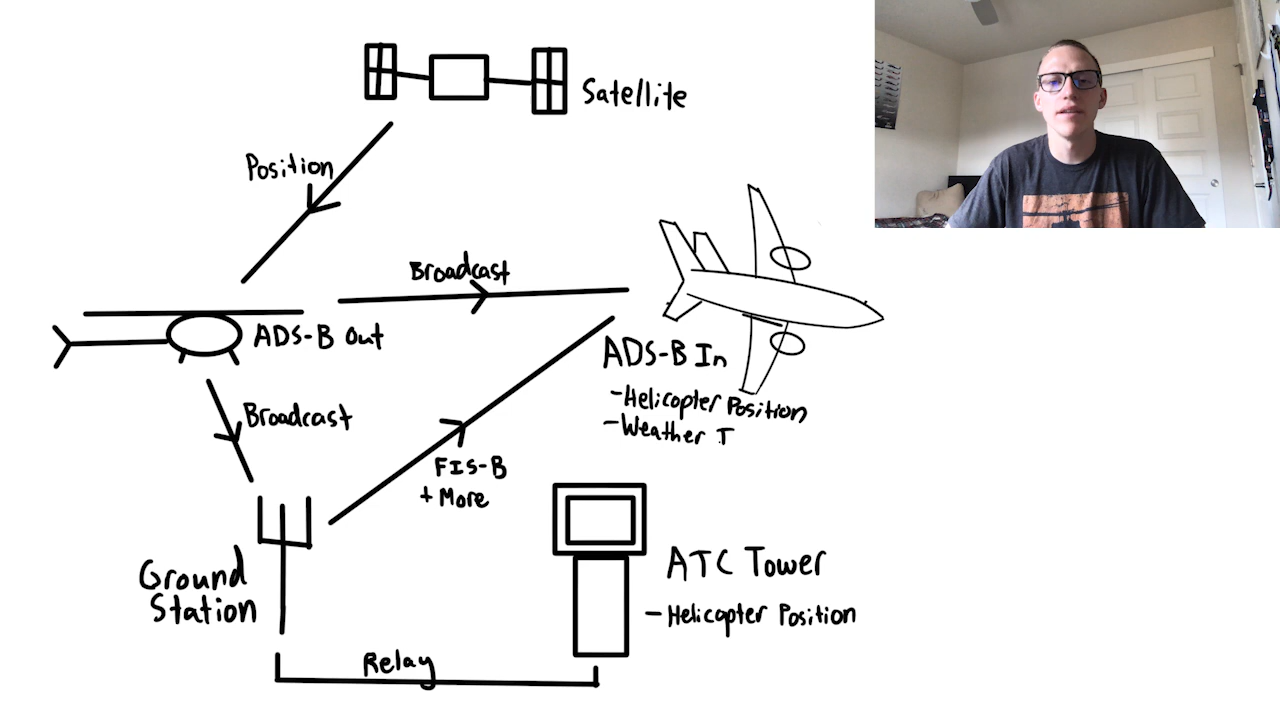 Satellite
Position
Broadcast
ADS-B Out
ADS-B In
-Helicopter Position
-Weather T
Broadcast
FIS-B
+ More
Ground
Station
ATC Tower
- Helicopter Position
Relay